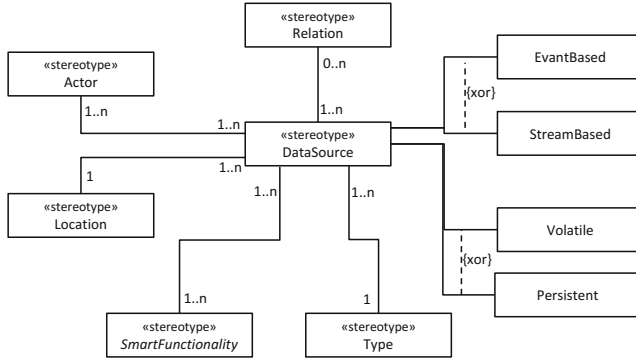 «stereotype»
Relation
0..n
EvantBased
{xor}
«stereotype»
Actor
1..n
1..n
1..n
«stereotype»
DataSource
StreamBased
1..n
1
1..n
1..n
«stereotype»
Location
Volatile
{xor}
Persistent
1..n
1
«stereotype»
SmartFunctionality
«stereotype»
Type